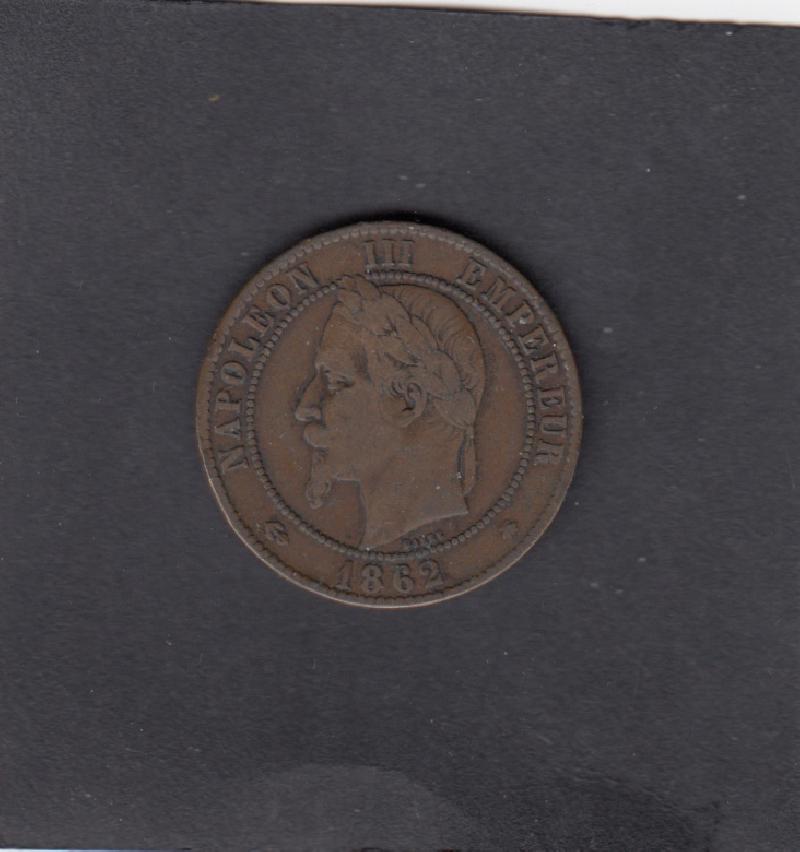 NAPOLEON III EMPEREUR
1862